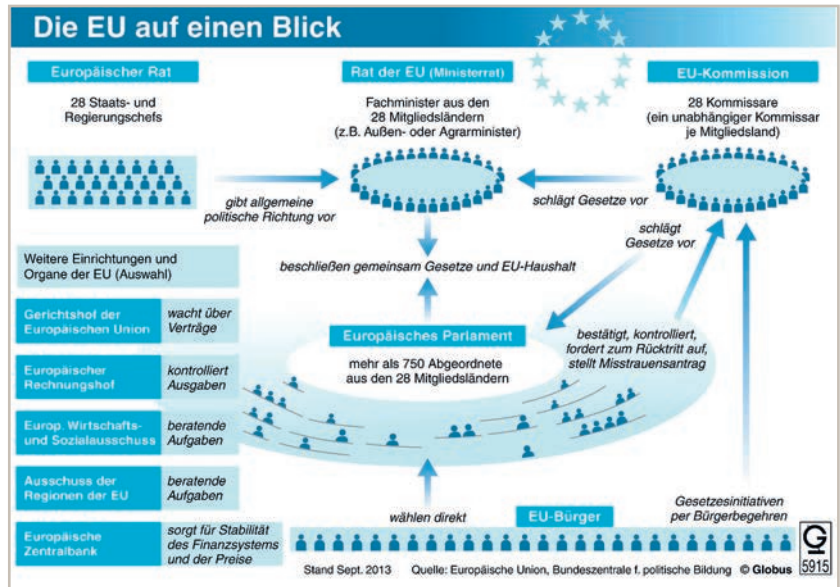 Die EU auf einen Blick
Europäischer Rat
28 Staats- und
Regierungschefs
Rat der EU (Ministerrat)
Fachminister aus den
28 Mitgliedsländern
(z.B. Außen- oder Agrarminister)
EU-Kommission
28 Kommissare
(ein unabhängiger Kommissar
je Mitgliedsland)
gibt allgemeine
politische Richtung vor
schlägt Gesetze vor
schlägt
Gesetze vor
beschließen gemeinsam Gesetze und EU-Haushalt
Weitere Einrichtungen und
Organe der EU (Auswahl)
Gerichtshof der
Europäischen Union
wacht über
Verträge
Europäischer
Rechnungshof
kontrolliert
Ausgaben
Europ. Wirtschafts-
und Sozialausschuss
beratende
Aufgaben
Ausschuss der
Regionen der EU
beratende
Aufgaben
Europäische
Zentralbank
sorgt für Stabilität
des Finanzsystems
und der Preise
Europäisches Parlament
mehr als 750 Abgeordnete
aus den 28 Mitgliedsländern
bestätigt, kontrolliert,
fordert zum Rücktritt auf,
stellt Misstrauensantrag
wählen direkt
EU-Bürger
Gesetzesinitiativen
per Bürgerbegehren
Stand Sept. 2013 Quelle: Europäische Union, Bundeszentrale f. politische Bildung © Globus
G
5915